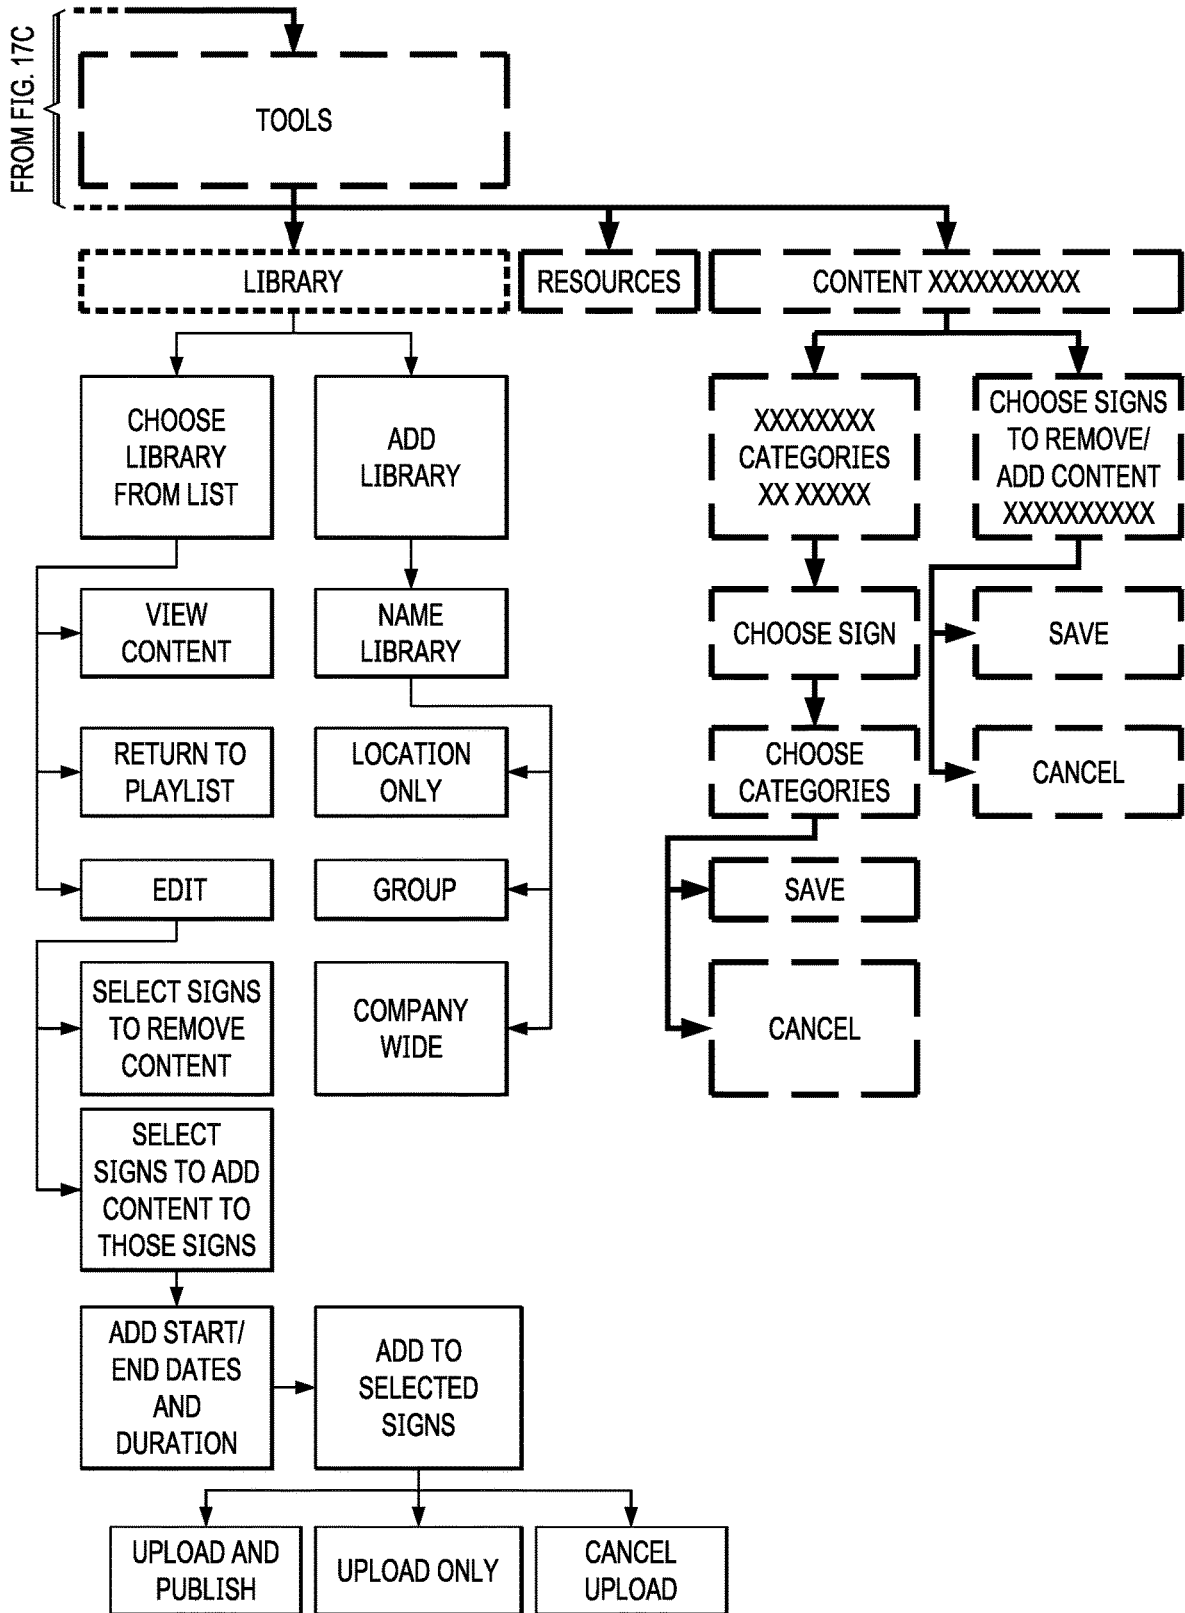 FROM FIG. 17C
TOOLS
LIBRARY
RESOURCES
CONTENT XXXXXXXXXX
CHOOSE
LIBRARY
FROM LIST
ADD
LIBRARY
XXXXXXXX
CATEGORIES
XX XXXXX
CHOOSE SIGNS
TO REMOVE/
ADD CONTENT
XXXXXXXXXX
VIEW
CONTENT
NAME
LIBRARY
CHOOSE SIGN
SAVE
RETURN TO
PLAYLIST
LOCATION
ONLY
CHOOSE
CATEGORIES
CANCEL
EDIT
GROUP
SAVE
SELECT SIGNS
TO REMOVE
CONTENT
COMPANY
WIDE
CANCEL
SELECT
SIGNS TO ADD
CONTENT TO
THOSE SIGNS
ADD START/
END DATES
AND
DURATION
ADD TO
SELECTED
SIGNS
UPLOAD AND
PUBLISH
UPLOAD ONLY
CANCEL
UPLOAD